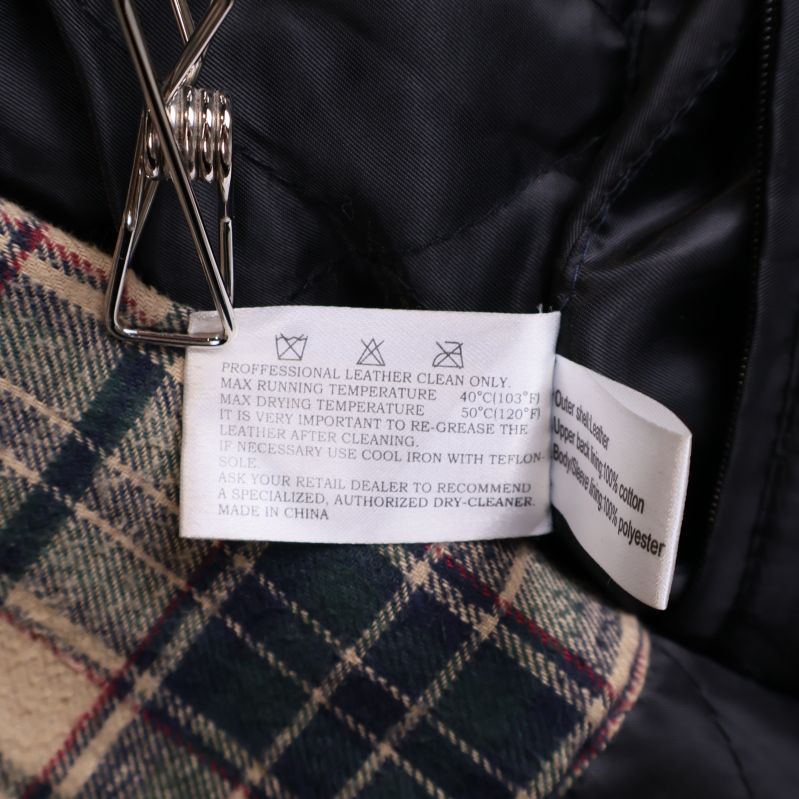 PROFFESSIONAL LEATHER CLEAN ONLY.
MAX RUNNING TEMPERATURE 40°C(103°F)
MAX DRYING TEMPERATURE 50°C(120°F)
IT IS VERY IMPORTANT TO RE-GREASE THE
LEATHER AFTER CLEANING.
IF NECESSARY USE COOL IRON WITH TEFLON-
SOLE.
ASK YOUR RETAIL DEALER TO RECOMMEND
A SPECIALIZED, AUTHORIZED DRY-CLEANER.
MADE IN CHINA
Outer shell:Leather
Upper back lining:100% cotton
Body/Sleeve lining:100% polyester